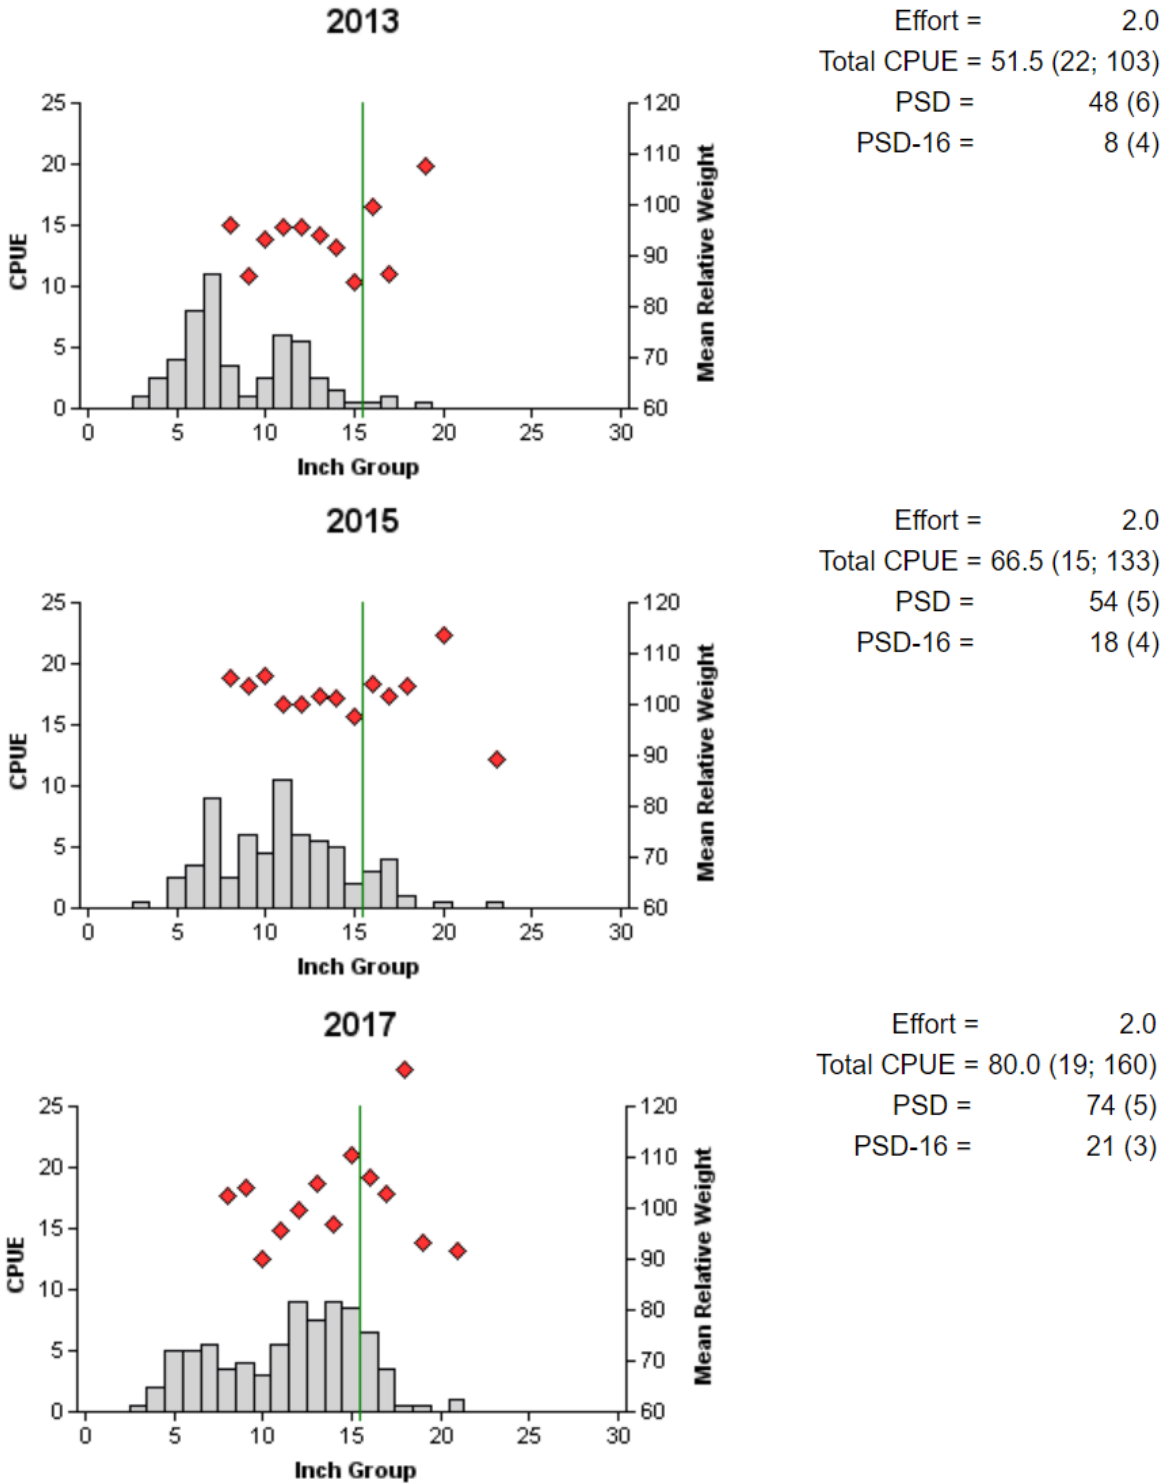 2013
Effort = 2.0
Total CPUE = 51.5 (22; 103)
PSD = 48 (6)
PSD-16 = 8 (4)
25
20
15
10
5
0
CPUE
120
110
100
90
80
70
60
Mean Relative Weight
0 5 10 15 20 25 30
Inch Group
2015
Effort = 2.0
Total CPUE = 66.5 (15; 133)
PSD = 54 (5)
PSD-16 = 18 (4)
25
20
15
10
5
0
CPUE
120
110
100
90
80
70
60
Mean Relative Weight
0 5 10 15 20 25 30
Inch Group
2017
Effort = 2.0
Total CPUE = 80.0 (19; 160)
PSD = 74 (5)
PSD-16 = 21 (3)
25
20
15
10
5
0
CPUE
120
110
100
90
80
70
60
Mean Relative Weight
0 5 10 15 20 25 30
Inch Group